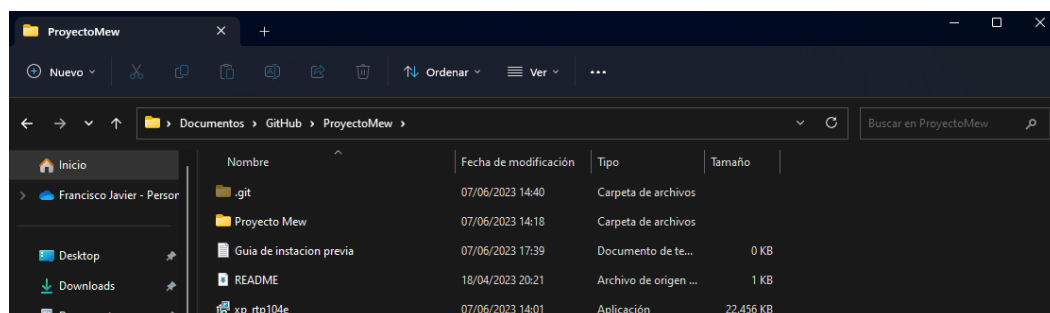 ProyectoMew
Nuevo
Ordenar
Ver
Documentos > GitHub > ProyectoMew >
Buscar en ProyectoMew
Inicio
Francisco Javier - Person
Desktop
Downloads
Nombre Fecha de modificación Tipo Tamaño
.git 07/06/2023 14:40 Carpeta de archivos
Proyecto Mew 07/06/2023 14:18 Carpeta de archivos
Guia de instacion previa 07/06/2023 17:39 Documento de te... 0 KB
README 18/04/2023 20:21 Archivo de origen ... 1 KB
xp_rtp104e 07/06/2023 14:01 Aplicación 22.456 KB